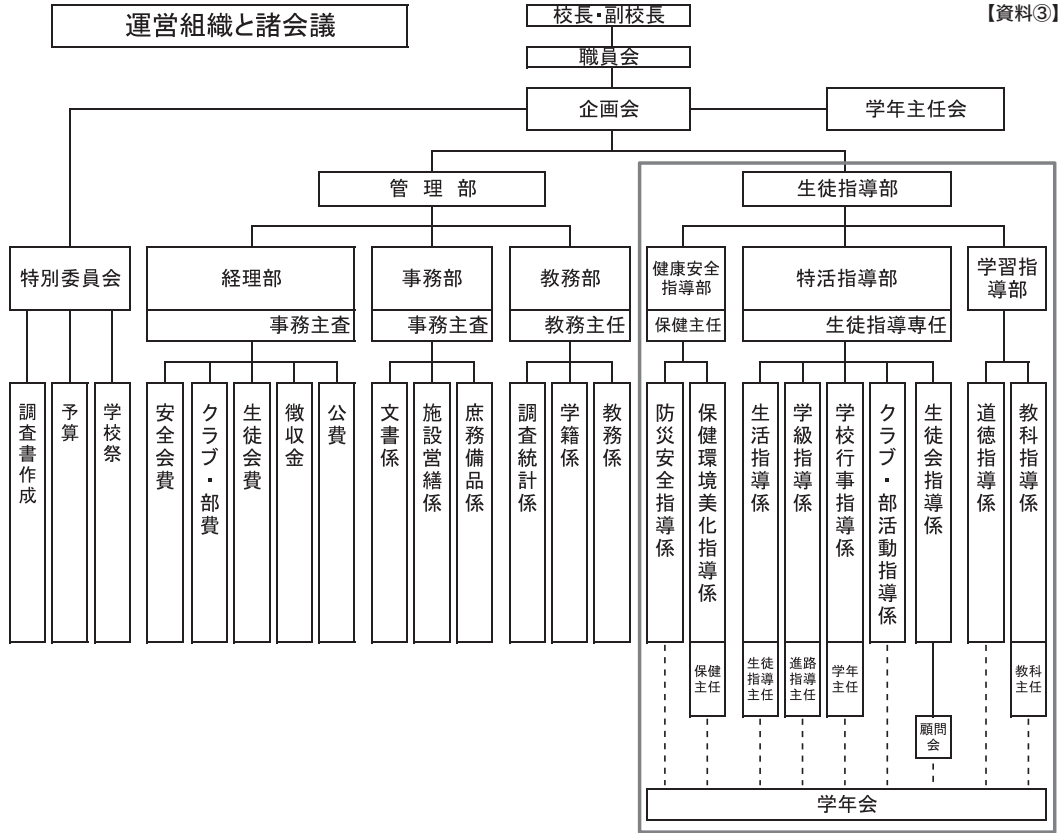 運営組織と諸会議
【資料③】
校長・副校長
職員会
企画会
学年主任会
管 理 部
生徒指導部
特別委員会
経理部
事務主査
事務部
事務主査
教務部
教務主任
健康安全
指導部
保健主任
特活指導部
生徒指導専任
学習指
導部
調査書作成
予算
学校祭
安全会費
クラブ・部費
生徒会費
徴収金
公費
文書係
施設営繕係
庶務備品係
調査統計係
学籍係
教務係
防災安全指導係
保健環境美化指導係
生活指導係
学級指導係
学校行事指導係
クラブ・部活動指導係
生徒会指導係
道徳指導係
教科指導係
保健
主任
生徒
指導
主任
進路
指導
主任
学年
主任
教科
主任
顧問
会
学年会